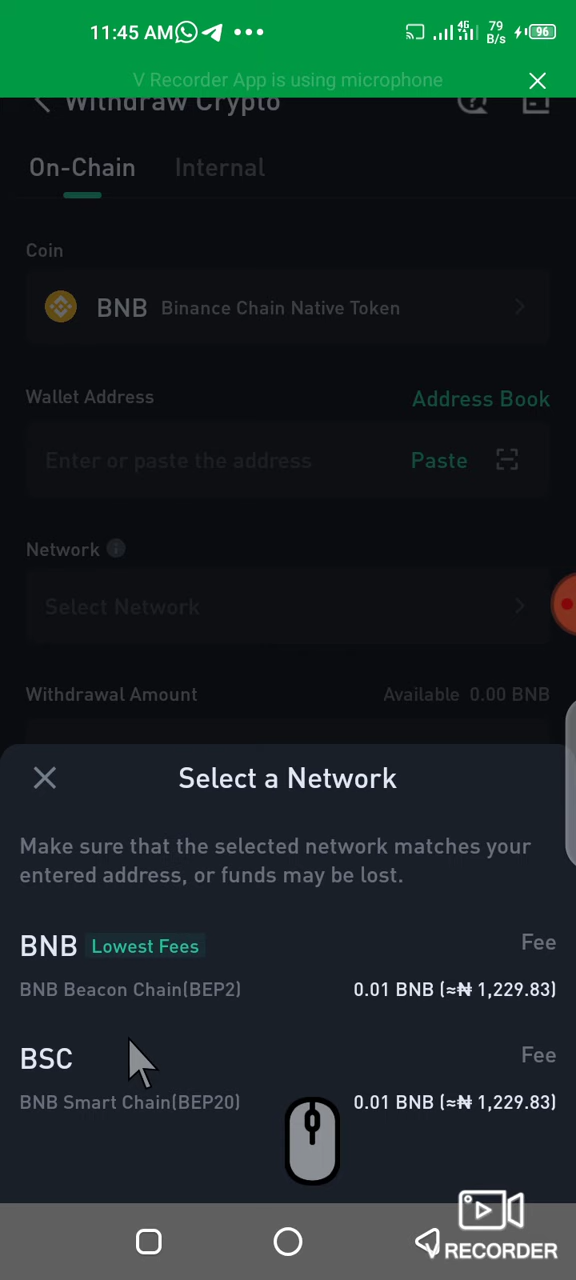 11:45 AM
4G
79
B/s
96
V Recorder App is using microphone
Withdraw Crypto
On-Chain Internal
Coin
BNB Binance Chain Native Token
Wallet Address Address Book
Enter or paste the address Paste
Network
Select Network
Withdrawal Amount Available 0.00 BNB
Select a Network
Make sure that the selected network matches your
entered address, or funds may be lost.
BNB Lowest Fees Fee
BNB Beacon Chain(BEP2) 0.01 BNB (≈₦ 1,229.83)
BSC Fee
BNB Smart Chain(BEP20) 0.01 BNB (≈₦ 1,229.83)
V RECORDER